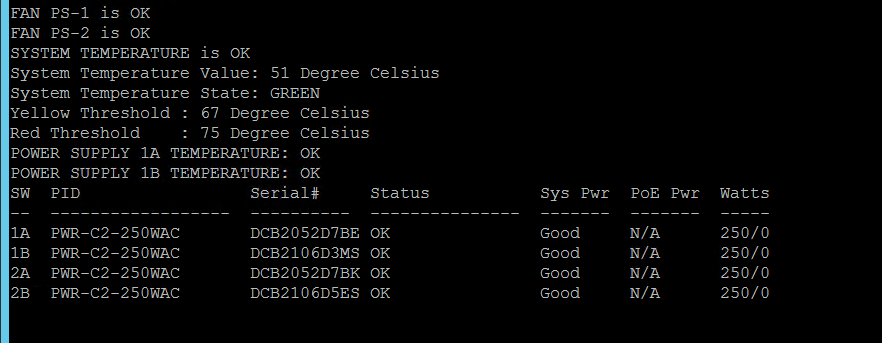 FAN PS-1 is OK
FAN PS-2 is OK
SYSTEM TEMPERATURE is OK
System Temperature Value: 51 Degree Celsius
System Temperature State: GREEN
Yellow Threshold : 67 Degree Celsius
Red Threshold    : 75 Degree Celsius
POWER SUPPLY 1A TEMPERATURE: OK
POWER SUPPLY 1B TEMPERATURE: OK
SW  PID                 Serial#     Status           Sys Pwr  PoE Pwr  Watts
--  ------------------  ----------  ---------------  -------  -------  -----
1A  PWR-C2-250WAC       DCB2052D7BE OK               Good     N/A      250/0
1B  PWR-C2-250WAC       DCB2106D3MS OK               Good     N/A      250/0
2A  PWR-C2-250WAC       DCB2052D7BK OK               Good     N/A      250/0
2B  PWR-C2-250WAC       DCB2106D5ES OK               Good     N/A      250/0